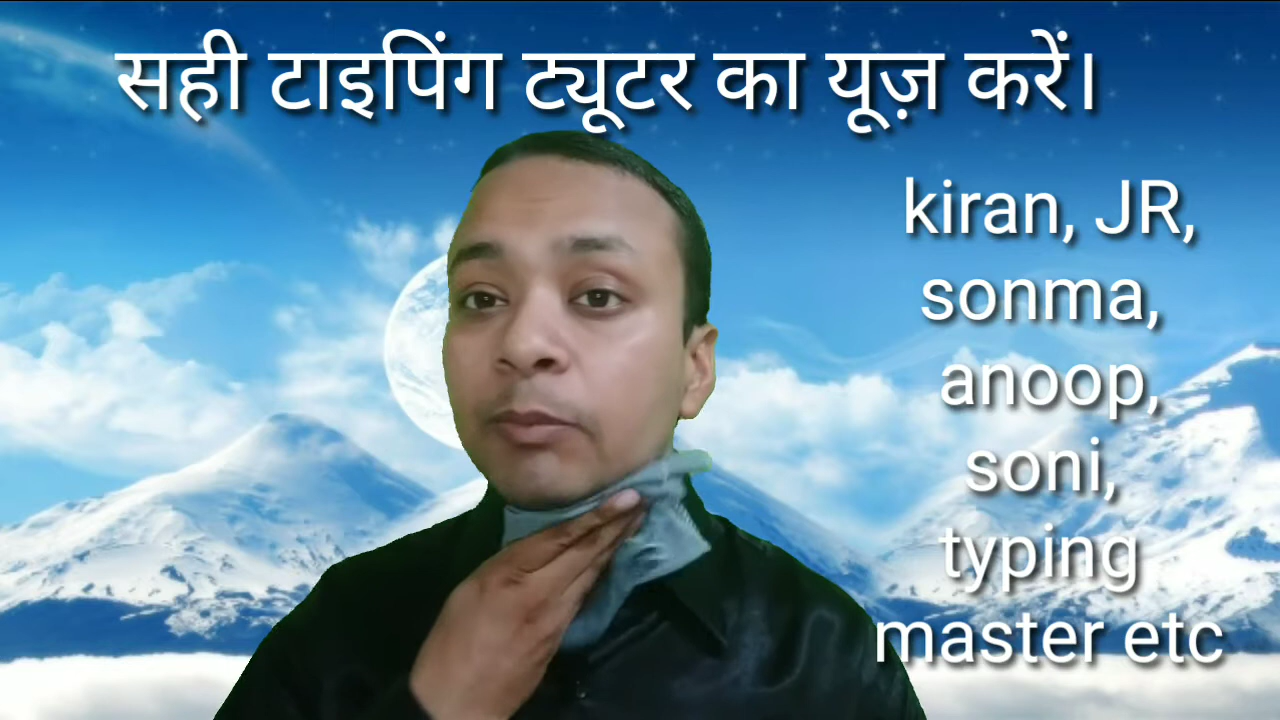 सही टाइपिंग ट्यूटर का यूज़ करें।
kiran, JR,
sonma,
anoop,
soni,
typing
master etc